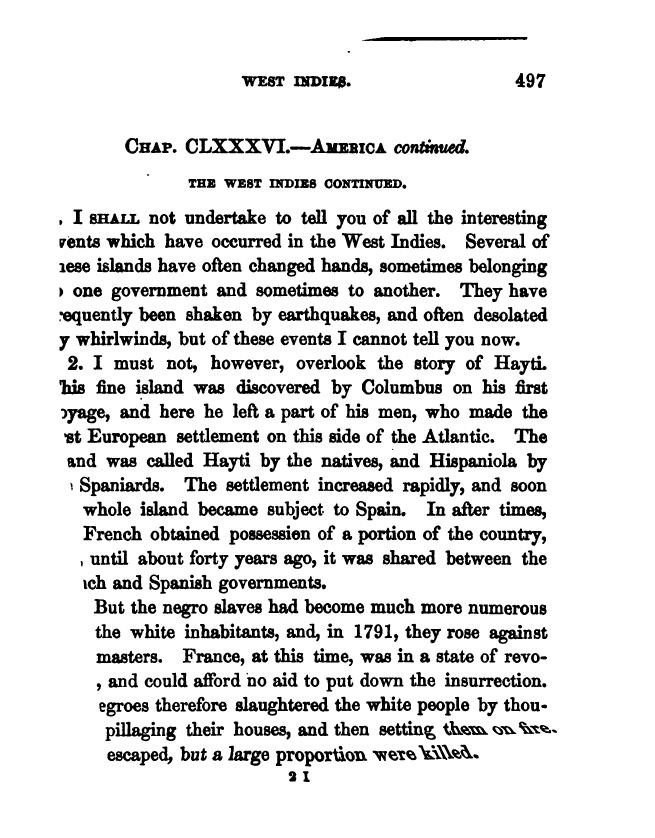 WEST INDIES. 497
CHAP. CLXXXVI.—AMERICA continued.
THE WEST INDIES CONTINUED.
I SHALL not undertake to tell you of all the interesting
vents which have occurred in the West Indies. Several of
iese islands have often changed hands, sometimes belonging
one government and sometimes to another. They have
requently been shaken by earthquakes, and often desolated
y whirlwinds, but of these events I cannot tell you now.
2. I must not, however, overlook the story of Hayti.
his fine island was discovered by Columbus on his first
oyage, and here he left a part of his men, who made the
st European settlement on this side of the Atlantic. The
and was called Hayti by the natives, and Hispaniola by
Spaniards. The settlement increased rapidly, and soon
whole island became subject to Spain. In after times,
French obtained possession of a portion of the country,
, until about forty years ago, it was shared between the
ich and Spanish governments.
But the negro slaves had become much more numerous
the white inhabitants, and, in 1791, they rose against
masters. France, at this time, was in a state of revo-
, and could afford no aid to put down the insurrection.
egroes therefore slaughtered the white people by thou-
pillaging their houses, and then setting them on fire.
escaped, but a large proportion were killed.
2 I